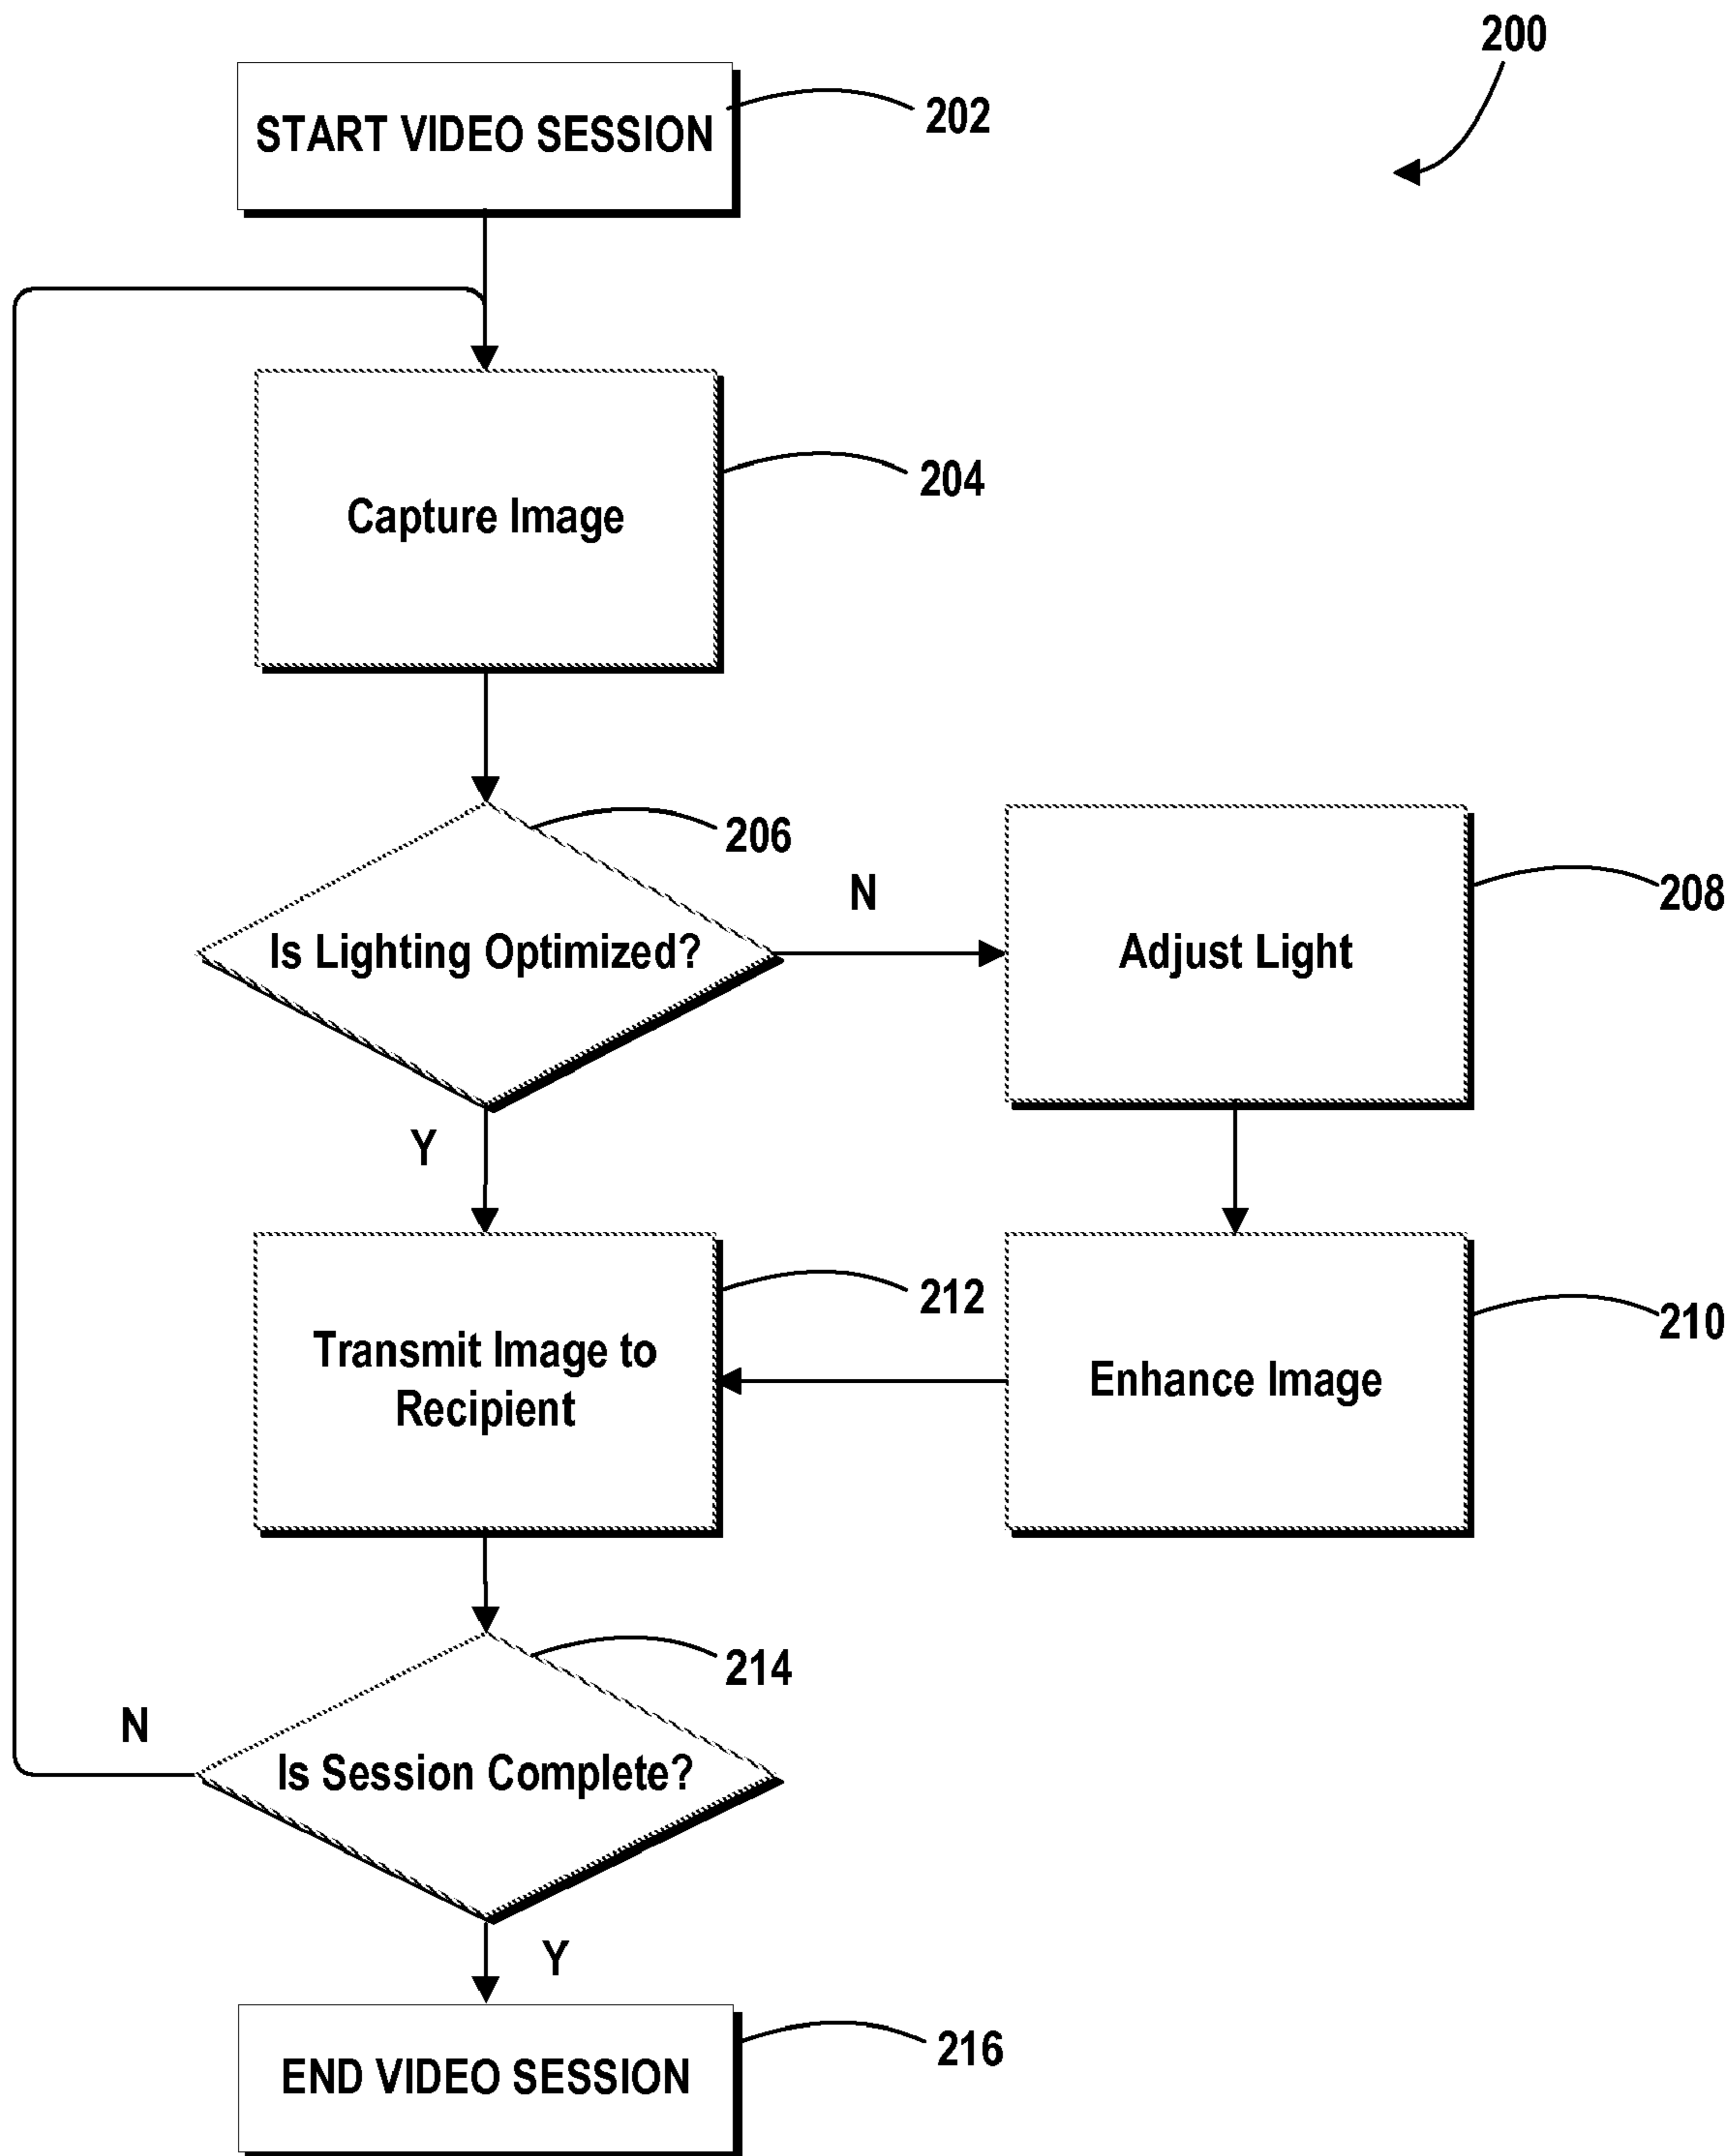 200
START VIDEO SESSION
202
Capture Image
204
Is Lighting Optimized?
206
N
Adjust Light
208
Y
Transmit Image to
Recipient
212
Enhance Image
210
Is Session Complete?
214
N
Y
END VIDEO SESSION
216